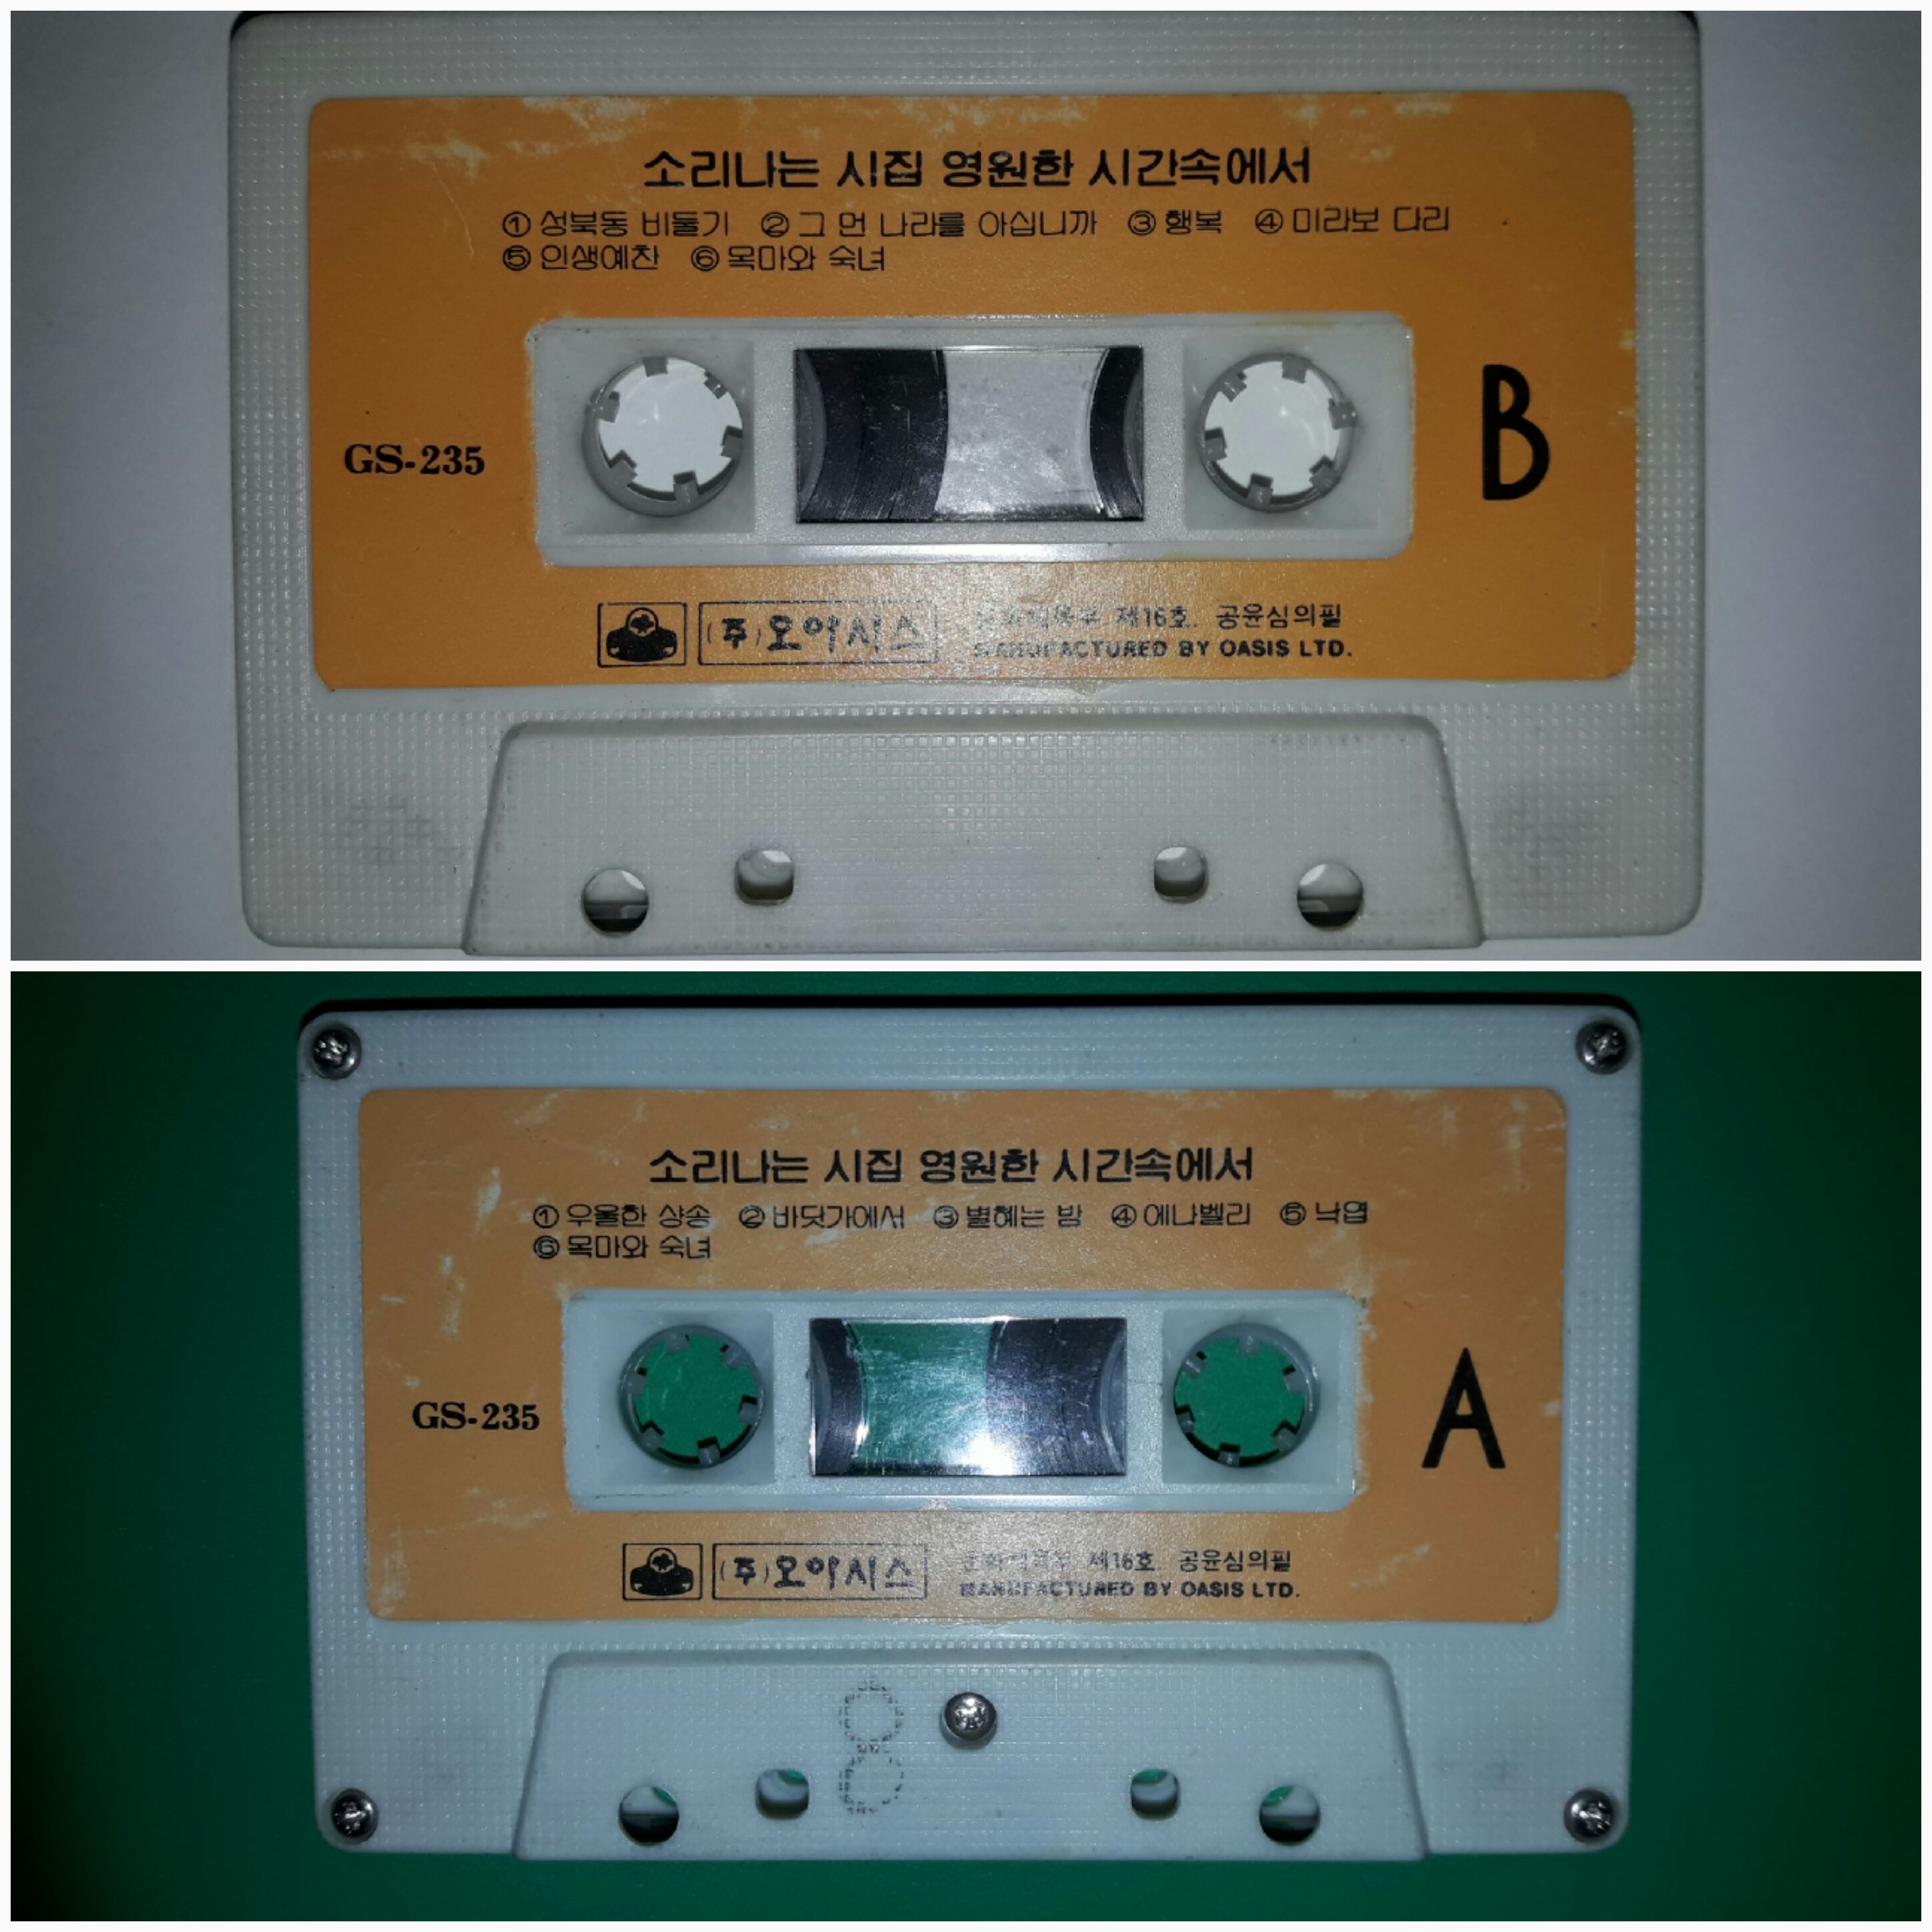 소리나는 시집 영원한 시간속에서
① 성북동 비둘기 ② 그 먼 나라를 아십니까 ③ 행복 ④ 미라보 다리
⑤ 인생예찬 ⑥ 목마와 숙녀
GS-235
B
(주)오아시스
제16호. 공윤심의필
MANUFACTURED BY OASIS LTD.
소리나는 시집 영원한 시간속에서
① 우울한 샹송 ② 바닷가에서 ③ 별헤는 밤 ④ 에나벨리 ⑤ 낙엽
⑥ 목마와 숙녀
GS-235
A
(주)오아시스
제16호. 공윤심의필
MANUFACTURED BY OASIS LTD.